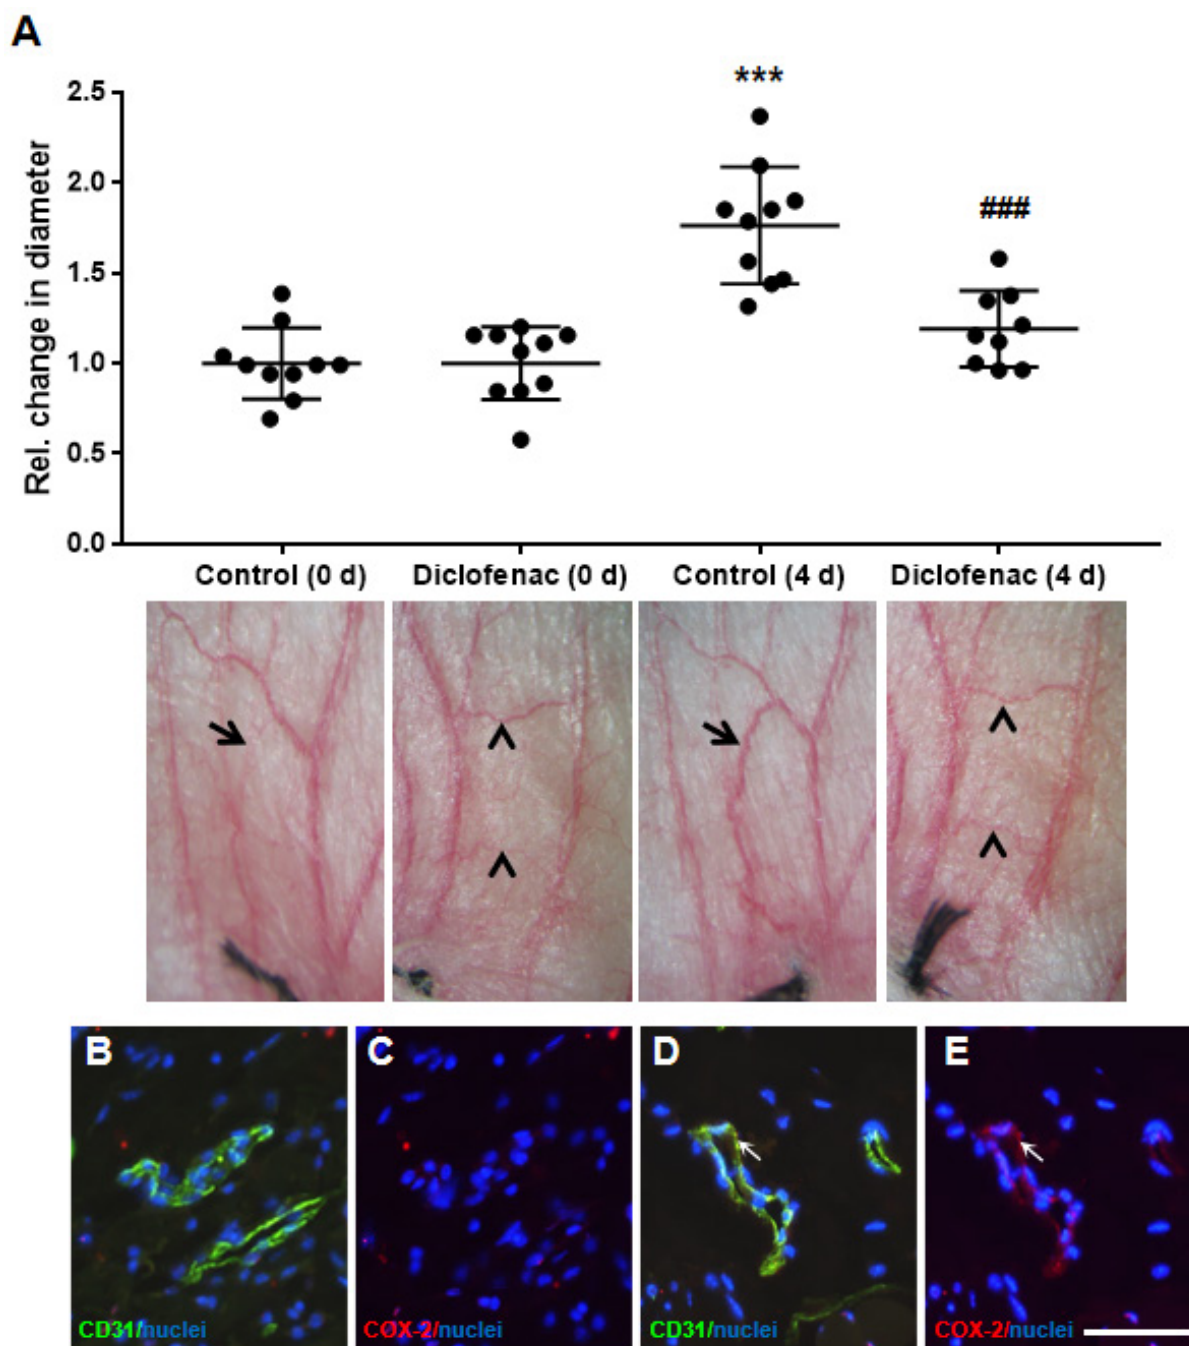 A
***
2.5
2.0
###
1.5
1.0
0.5
0.0
Rel. change in diameter
Control (0 d) Diclofenac (0 d) Control (4 d) Diclofenac (4 d)
B C D E
CD31/nuclei COX-2/nuclei CD31/nuclei COX-2/nuclei